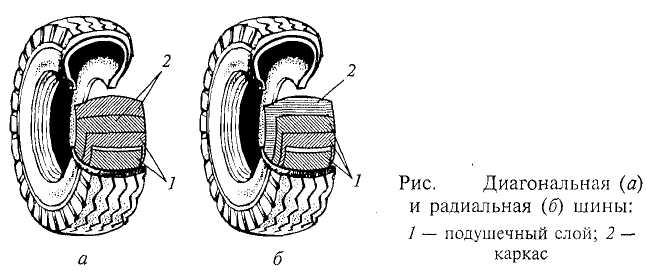 2
1
а
2
1
б
Рис. Диагональная (а)
и радиальная (б) шины:
1 — подушечный слой; 2 —
каркас